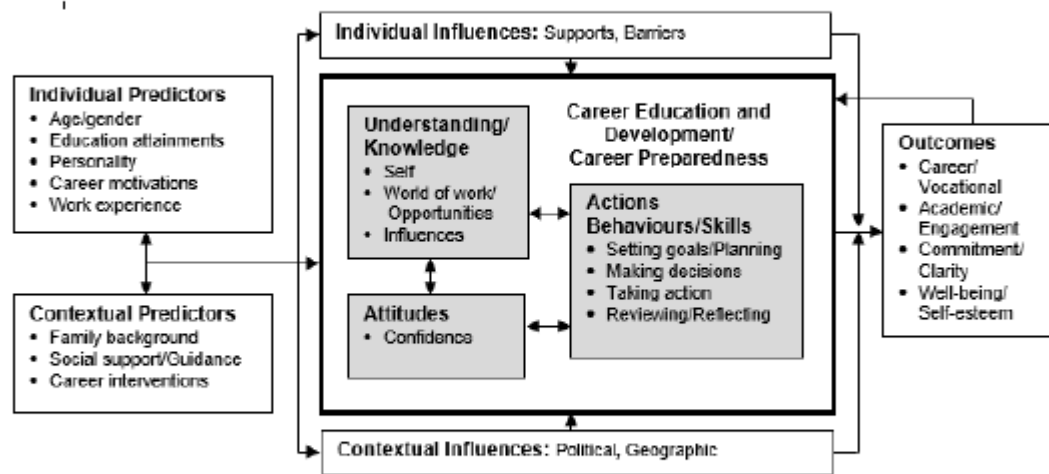 Individual Influences: Supports, Barriers
Individual Predictors
• Age/gender
• Education attainments
• Personality
• Career motivations
• Work experience
Contextual Predictors
• Family background
• Social support/Guidance
• Career interventions
Understanding/
Knowledge
• Self
• World of work/
Opportunities
• Influences
Attitudes
• Confidence
Career Education and
Development/
Career Preparedness
Actions
Behaviours/Skills
• Setting goals/Planning
• Making decisions
• Taking action
• Reviewing/Reflecting
Outcomes
• Career/
Vocational
• Academic/
Engagement
• Commitment/
Clarity
• Well-being/
Self-esteem
Contextual Influences: Political, Geographic